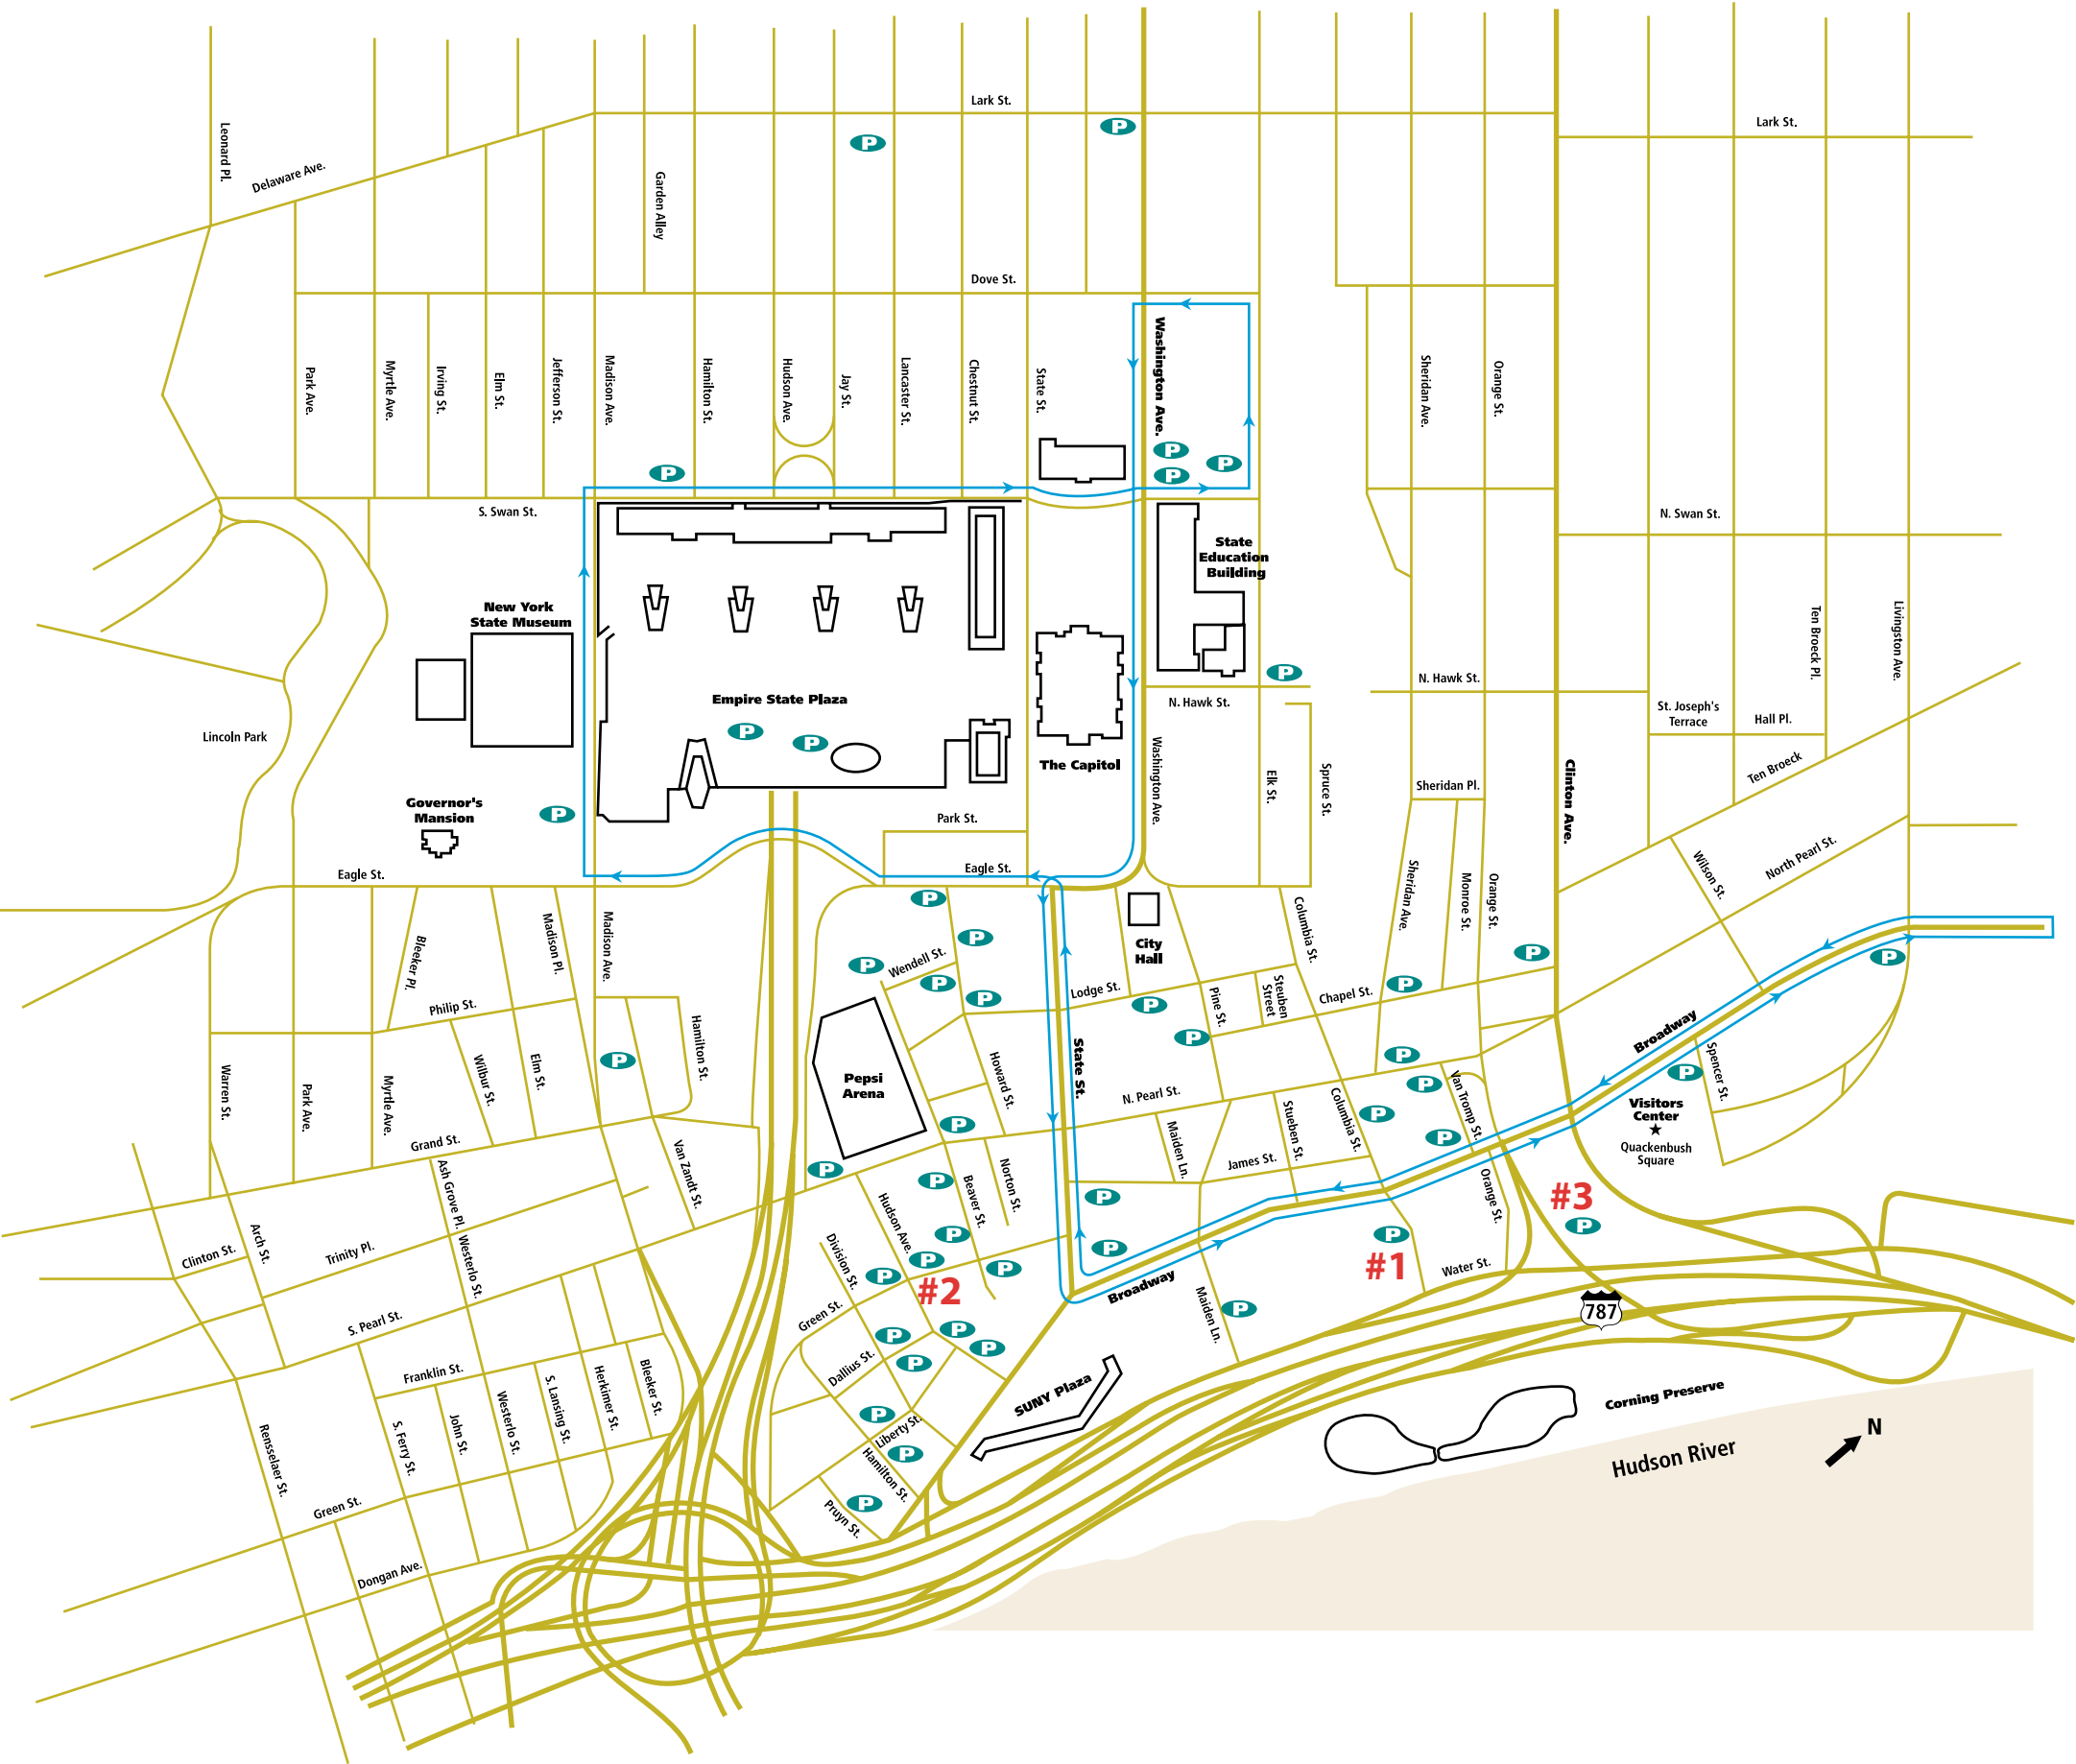 Lark St.
Lark St.
P
P
Leonard Pl.
Delaware Ave.
Garden Alley
Dove St.
Park Ave.
Myrtle Ave.
Irving St.
Elm St.
Jefferson St.
Madison Ave.
Hamilton St.
Hudson Ave.
Jay St.
Lancaster St.
Chestnut St.
State St.
Washington Ave.
Sheridan Ave.
Orange St.
P
P
P
P
S. Swan St.
N. Swan St.
State
Education
Building
New York
State Museum
Ten Broeck Pl.
Livingston Ave.
P
N. Hawk St.
N. Hawk St.
Empire State Plaza
St. Joseph's
Terrace
Hall Pl.
P
P
Lincoln Park
The Capitol
Washington Ave.
Elk St.
Spruce St.
Sheridan Pl.
Clinton Ave.
Ten Broeck
Governor's
Mansion
P
Park St.
Eagle St.
Eagle St.
Sheridan Ave.
Monroe St.
Orange St.
Wilson St.
North Pearl St.
P
P
P
Bleeker Pl.
Madison Pl.
Madison Ave.
Wendell St.
City
Hall
Columbia St.
P
P
P
P
Lodge St.
P
Pine St.
Steuben
Street
Chapel St.
P
P
Philip St.
Hamilton St.
P
P
P
Broadway
Warren St.
Park Ave.
Myrtle Ave.
Wilbur St.
Elm St.
Pepsi
Arena
Howard St.
State St.
N. Pearl St.
P
P
Van Tromp St.
Spencer St.
P
Visitors
Center
Quackenbush
Square
Grand St.
P
Maiden Ln.
Stueben St.
Columbia St.
P
P
James St.
Van Zandt St.
P
P
Norton St.
Beaver St.
P
Orange St.
#3
P
Ash Grove Pl.
Arch St.
Clinton St.
Trinity Pl.
Westerlo St.
Hudson Ave.
Division St.
P
P
P
P
P
#2
Broadway
P
#1
Water St.
Maiden Ln.
P
787
Green St.
S. Pearl St.
P
P
P
P
Dallius St.
Franklin St.
Bleeker St.
Herkimer St.
S. Lansing St.
Westerlo St.
John St.
S. Ferry St.
Rensselaer St.
SUNY Plaza
Corning Preserve
P
Liberty St.
P
Hamilton St.
P
Pruyn St.
Green St.
Dongan Ave.
Hudson River
N